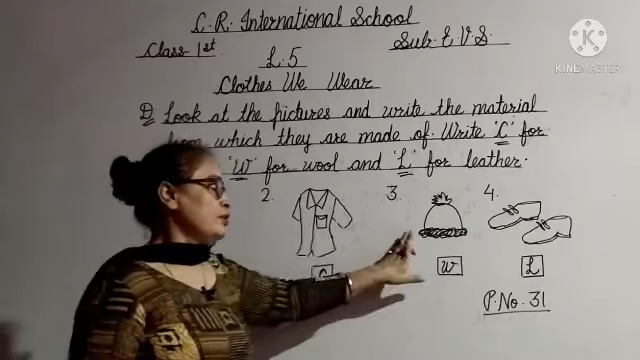 L. R. International School
Class 1st
Sub: E.V.S.
L. 5
Clothes We Wear
D Look at the pictures and write the material
from which they are made of. Write 'C' for
'W' for wool and 'L' for leather.
2. 3. 4.
W L
P. No. 31
K
KINEMASTER